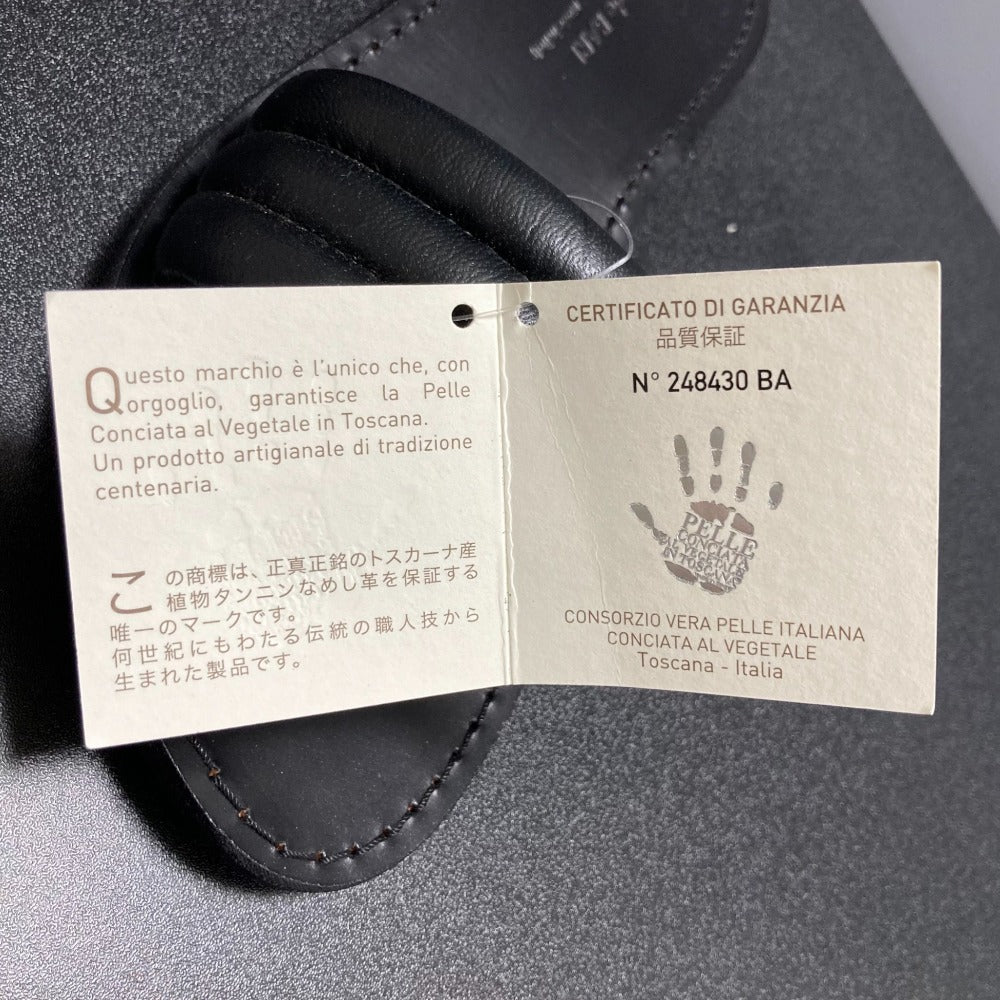 Questo marchio è l'unico che, con
orgoglio, garantisce la Pelle
Conciata al Vegetale in Toscana.
Un prodotto artigianale di tradizione
centenaria.
この商標は、正真正銘のトスカーナ産
植物タンニンなめし革を保証する
唯一のマークです。
何世紀にもわたる伝統の職人技から
生まれた製品です。
CERTIFICATO DI GARANZIA
品質保証
N° 248430 BA
PELLE
CONCIATA
AL VEGETALE
IN TOSCANA
CONSORZIO VERA PELLE ITALIANA
CONCIATA AL VEGETALE
Toscana - Italia